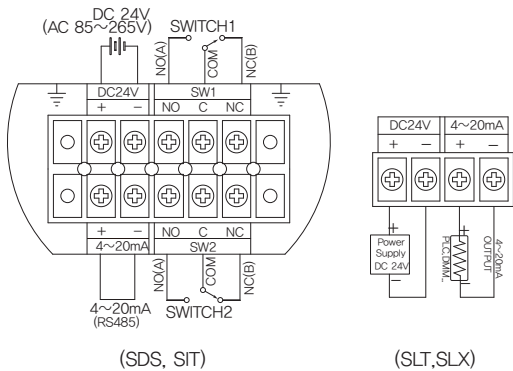 DC 24V
(AC 85～265V)
SWITCH1
NO(A)
COM
NC(B)
DC24V
SW1
+ −
NO C NC
+ −
NO C NC
4～20mA
SW2
NO(A)
COM
NC(B)
4～20mA
(RS485)
SWITCH2
(SDS, SIT)
DC24V
4～20mA
+ − + −
+
Power
Supply
DC 24V
−
+
PLC,DMM..
−
4～20mA
OUTPUT
(SLT,SLX)